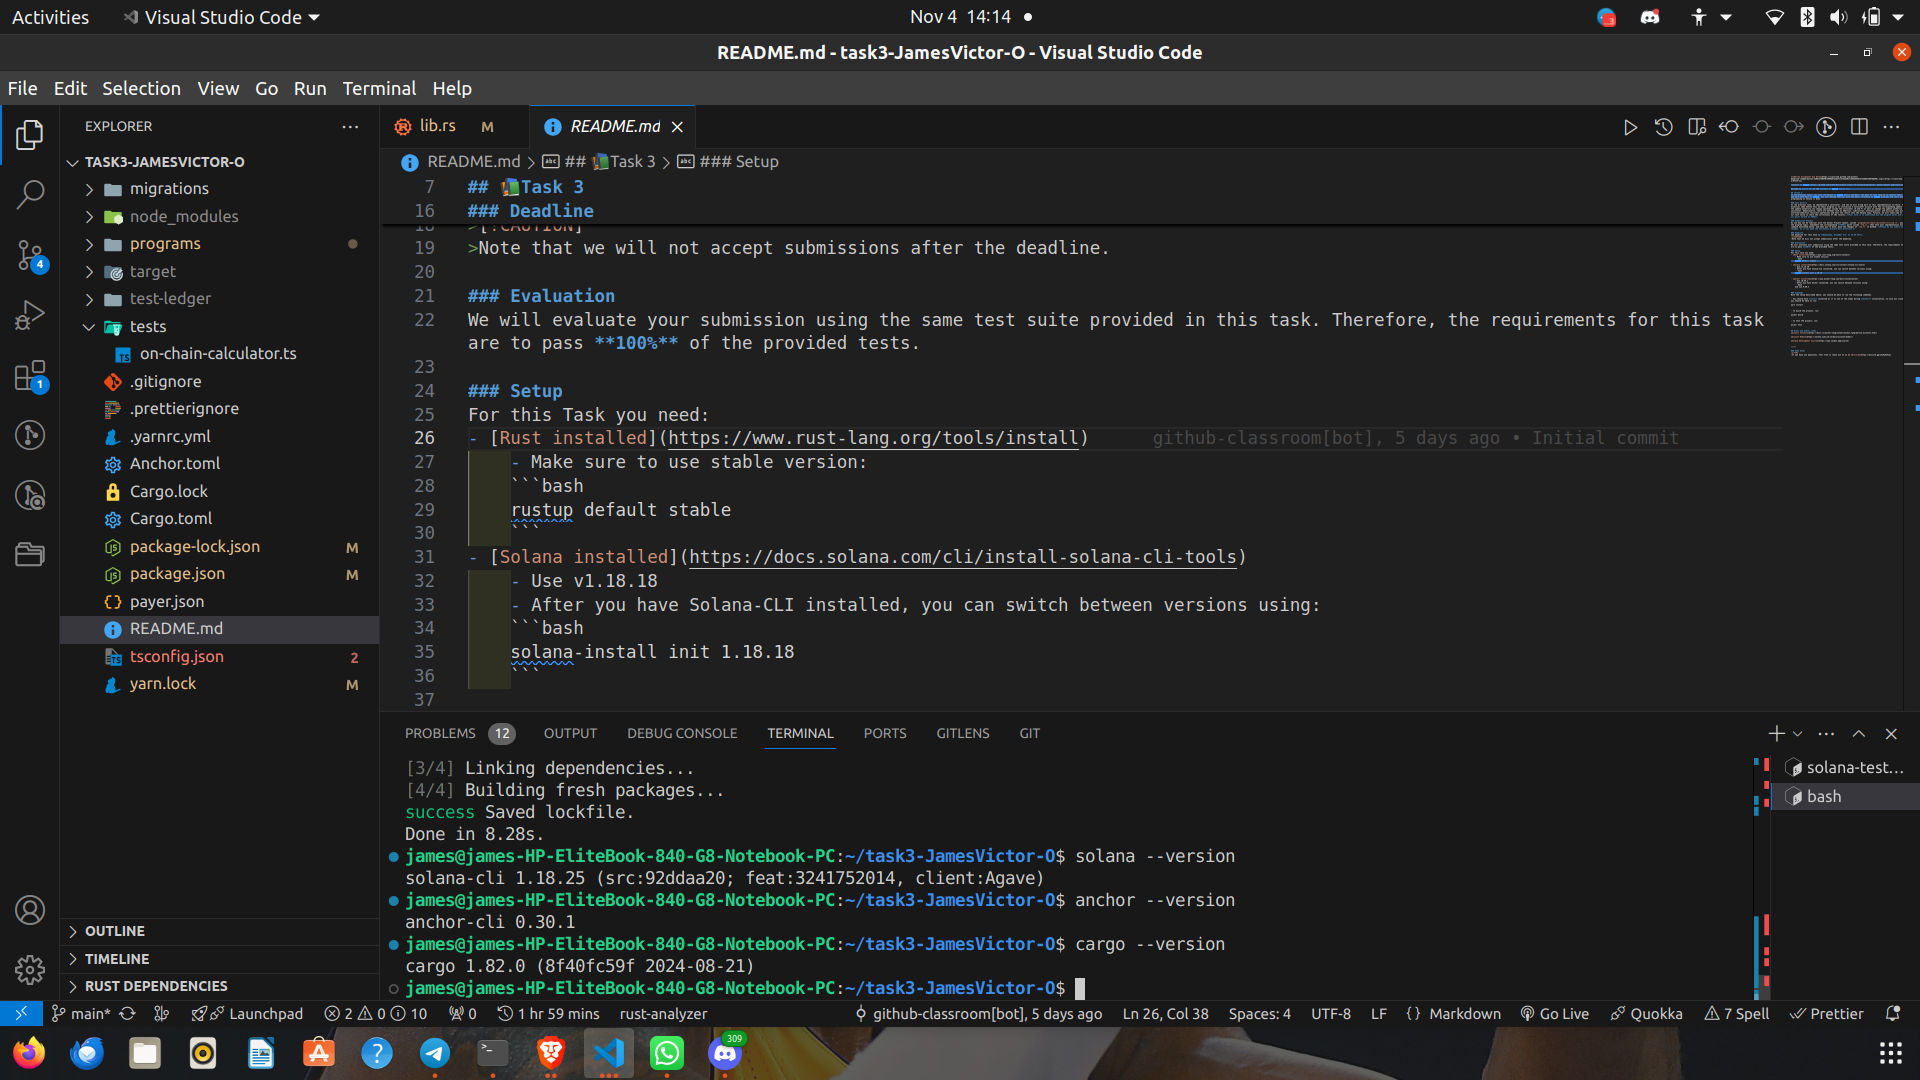 Activities
Visual Studio Code
Nov 4 14:14
README.md - task3-JamesVictor-O - Visual Studio Code
File Edit Selection View Go Run Terminal Help
EXPLORER
TASK3-JAMESVICTOR-O
migrations
node_modules
programs
target
test-ledger
tests
on-chain-calculator.ts
.gitignore
.prettierignore
.yarnrc.yml
Anchor.toml
Cargo.lock
Cargo.toml
package-lock.json M
package.json M
payer.json
README.md
tsconfig.json 2
yarn.lock M
OUTLINE
TIMELINE
RUST DEPENDENCIES
4
1
lib.rs M
README.md
README.md > ## Task 3 > ### Setup
7 ## Task 3
16 ### Deadline
18 >[!CAUTION]
19 >Note that we will not accept submissions after the deadline.
20
21 ### Evaluation
22 We will evaluate your submission using the same test suite provided in this task. Therefore, the requirements for this task
are to pass **100%** of the provided tests.
23
24 ### Setup
25 For this Task you need:
26 - [Rust installed](https://www.rust-lang.org/tools/install) github-classroom[bot], 5 days ago • Initial commit
27 - Make sure to use stable version:
28 ```bash
29 rustup default stable
30 ```
31 - [Solana installed](https://docs.solana.com/cli/install-solana-cli-tools)
32 - Use v1.18.18
33 - After you have Solana-CLI installed, you can switch between versions using:
34 ```bash
35 solana-install init 1.18.18
36 ```
37
PROBLEMS 12 OUTPUT DEBUG CONSOLE TERMINAL PORTS GITLENS GIT
[3/4] Linking dependencies...
[4/4] Building fresh packages...
success Saved lockfile.
Done in 8.28s.
james@james-HP-EliteBook-840-G8-Notebook-PC:~/task3-JamesVictor-O$ solana --version
solana-cli 1.18.25 (src:92ddaa20; feat:3241752014, client:Agave)
james@james-HP-EliteBook-840-G8-Notebook-PC:~/task3-JamesVictor-O$ anchor --version
anchor-cli 0.30.1
james@james-HP-EliteBook-840-G8-Notebook-PC:~/task3-JamesVictor-O$ cargo --version
cargo 1.82.0 (8f40fc59f 2024-08-21)
james@james-HP-EliteBook-840-G8-Notebook-PC:~/task3-JamesVictor-O$
solana-test...
bash
main* Launchpad 2 0 10 0 1 hr 59 mins rust-analyzer github-classroom[bot], 5 days ago Ln 26, Col 38 Spaces: 4 UTF-8 LF {} Markdown Go Live Quokka 7 Spell Prettier
309